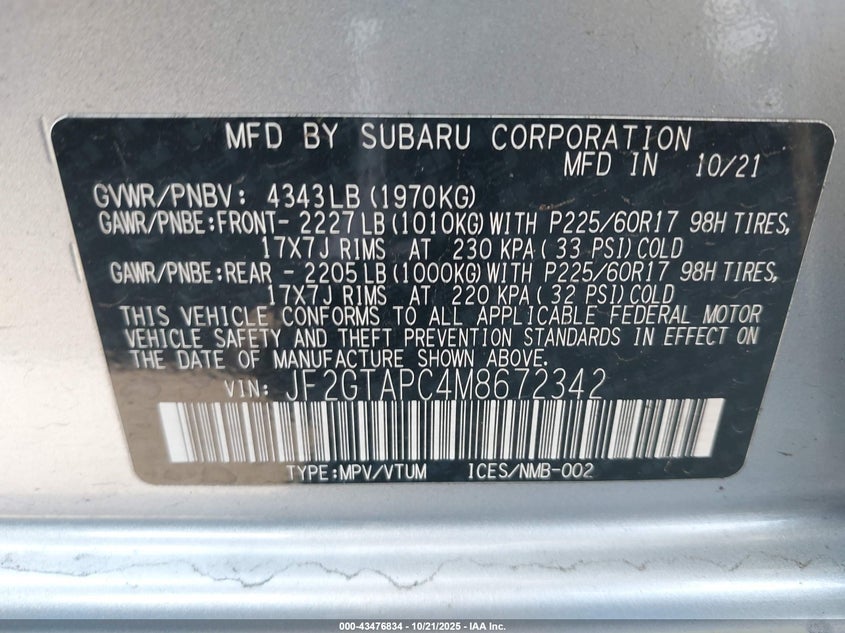 MFD BY SUBARU CORPORATION
MFD IN 10/21
GVWR/PNBV: 4343LB (1970KG)
GAWR/PNBE:FRONT- 2227LB(1010KG)WITH P225/60R17 98H TIRES,
17X7J RIMS AT 230 KPA( 33 PSI)COLD
GAWR/PNBE:REAR - 2205LB(1000KG)WITH P225/60R17 98H TIRES,
17X7J RIMS AT 220 KPA( 32 PSI)COLD
THIS VEHICLE CONFORMS TO ALL APPLICABLE FEDERAL MOTOR
VEHICLE SAFETY AND THEFT PREVENTION STANDARDS IN EFFECT ON
THE DATE OF MANUFACTURE SHOWN ABOVE.
VIN: JF2GTAPC4M8672342
TYPE:MPV/VTUM ICES/NMB-002
000-43476834 - 10/21/2025 - IAA Inc.